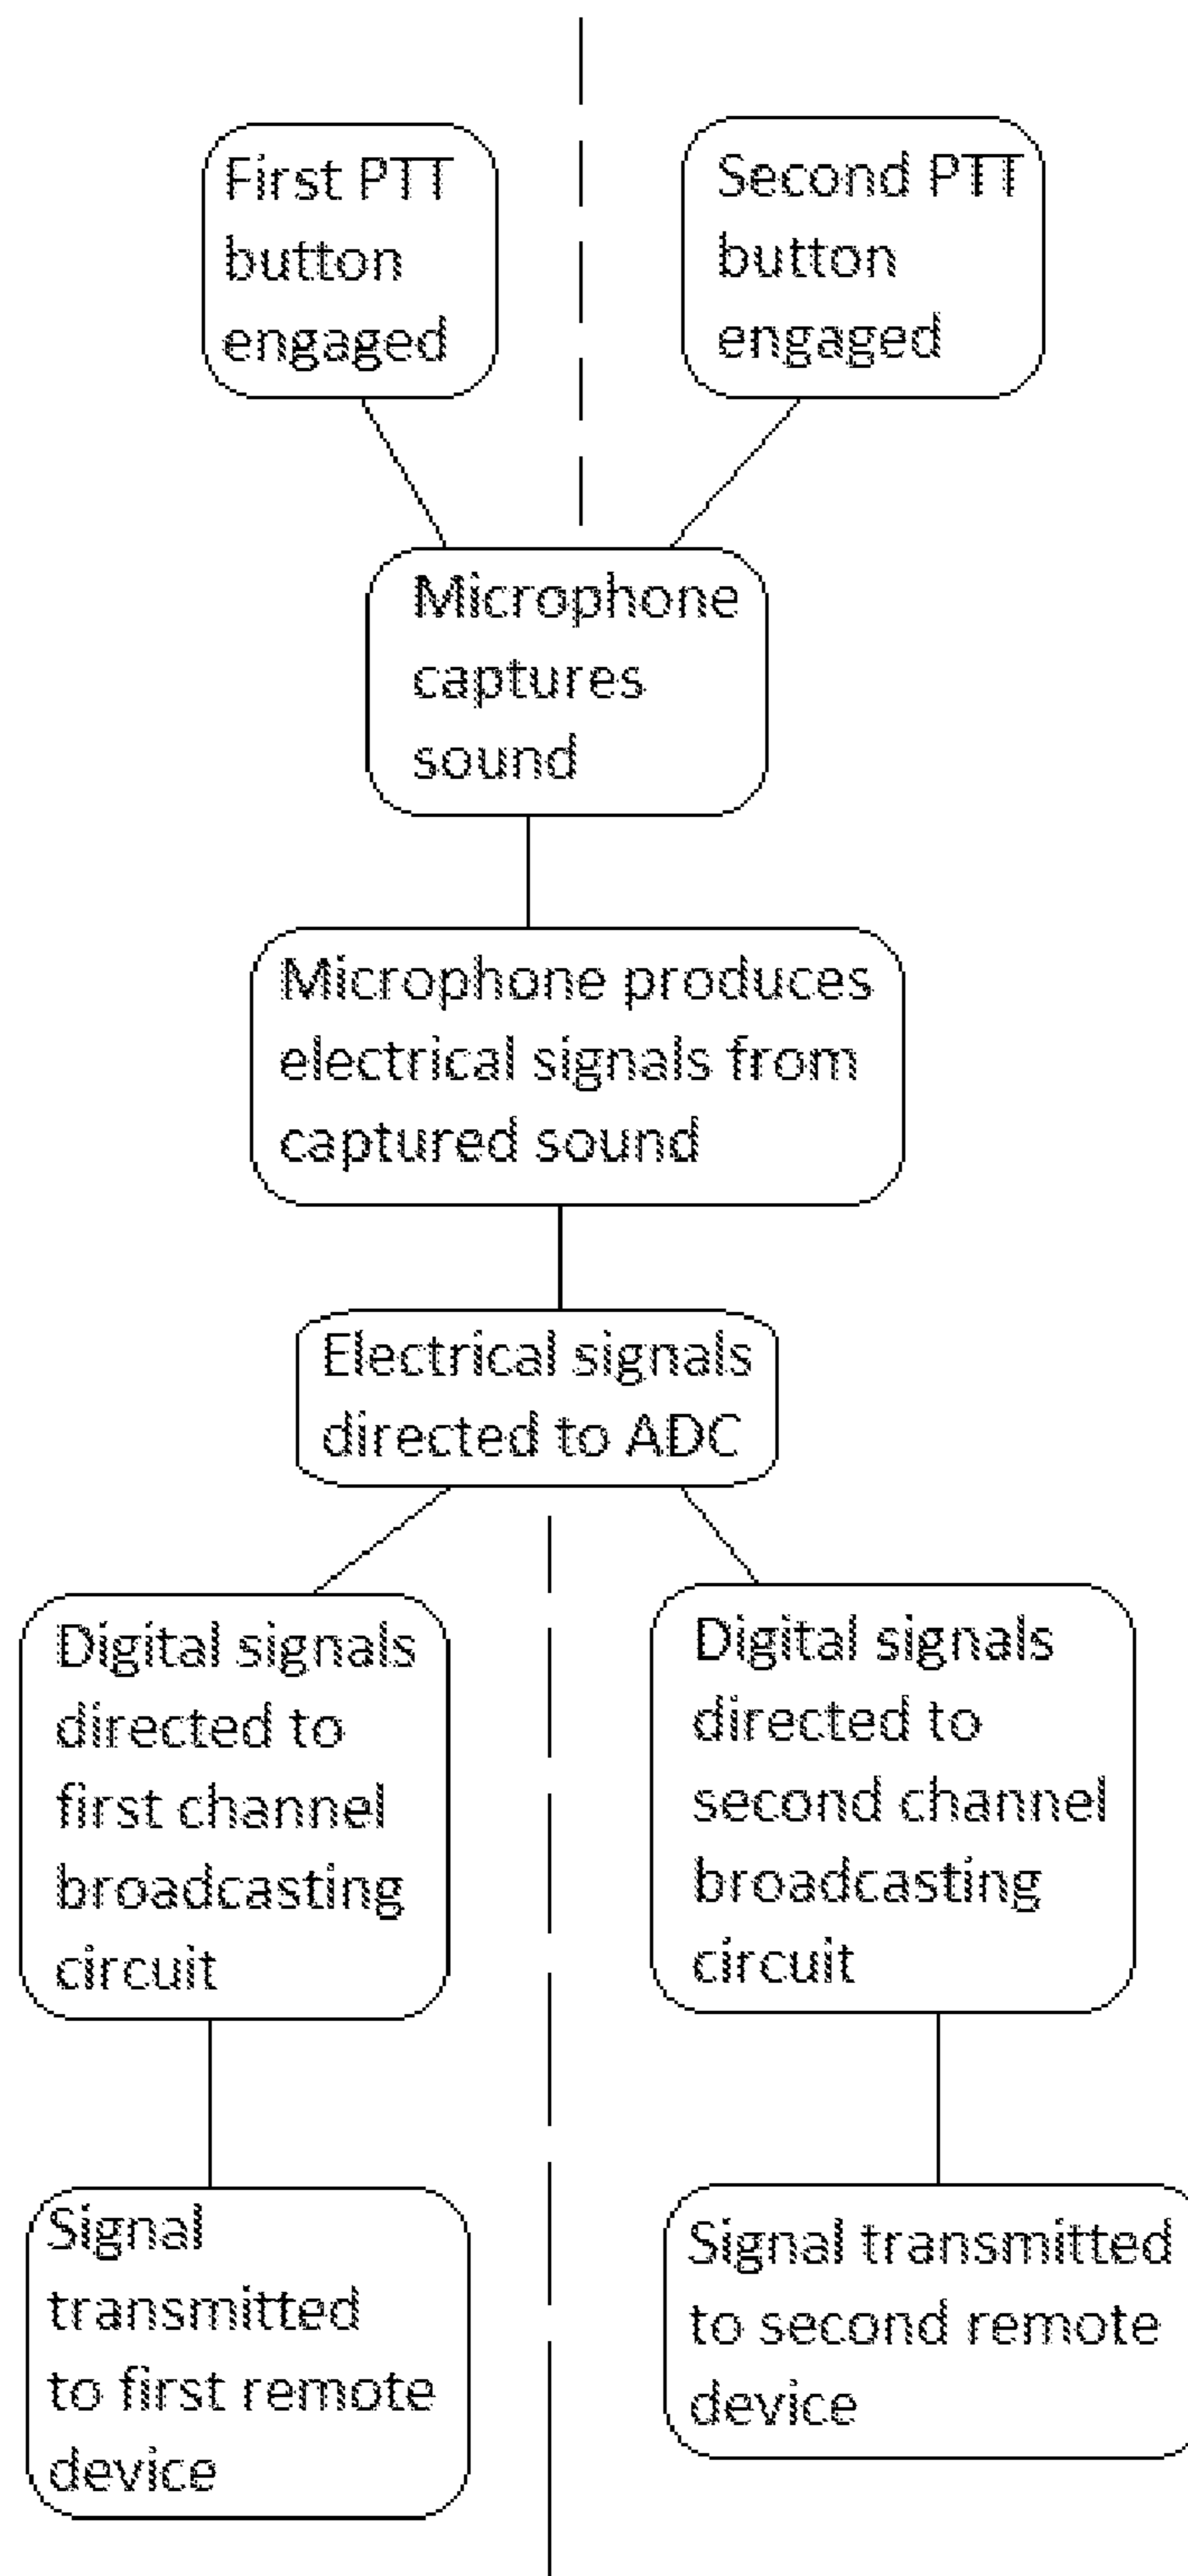 First PTT
button
engaged
Second PTT
button
engaged
Microphone
captures
sound
Microphone produces
electrical signals from
captured sound
Electrical signals
directed to ADC
Digital signals
directed to
first channel
broadcasting
circuit
Digital signals
directed to
second channel
broadcasting
circuit
Signal
transmitted
to first remote
device
Signal transmitted
to second remote
device